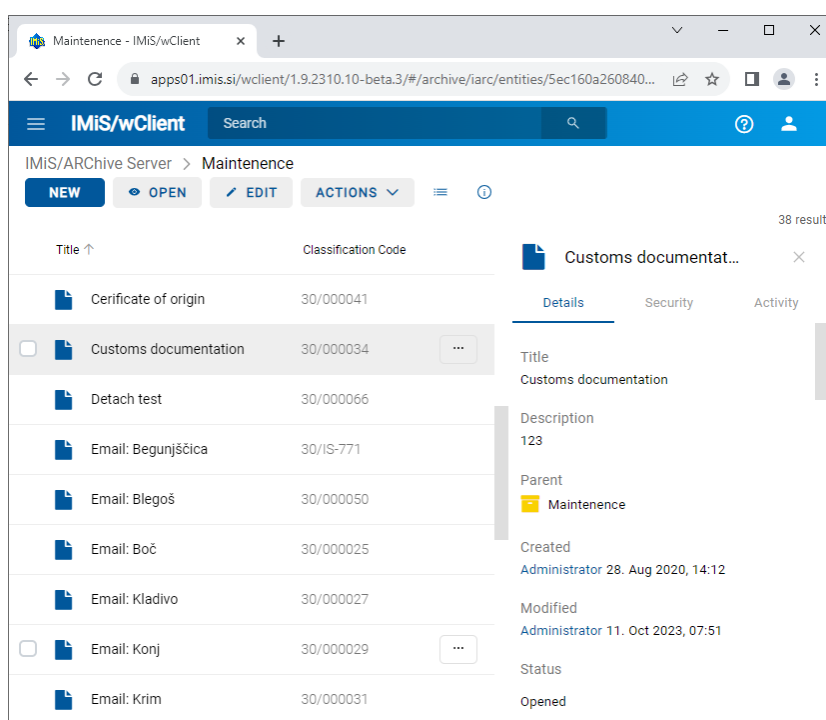 Maintenence - IMiS/wClient
apps01.imis.si/wclient/1.9.2310.10-beta.3/#/archive/iarc/entities/5ec160a260840...
IMiS/wClient
Search
IMiS/ARChive Server > Maintenence
NEW
OPEN
EDIT
ACTIONS
38 result
Title
Classification Code
Cerificate of origin 30/000041
Customs documentation 30/000034 ...
Detach test 30/000066
Email: Begunjščica 30/IS-771
Email: Blegoš 30/000050
Email: Boč 30/000025
Email: Kladivo 30/000027
Email: Konj 30/000029 ...
Email: Krim 30/000031
Customs documentat...
Details Security Activity
Title
Customs documentation
Description
123
Parent
Maintenence
Created
Administrator 28. Aug 2020, 14:12
Modified
Administrator 11. Oct 2023, 07:51
Status
Opened